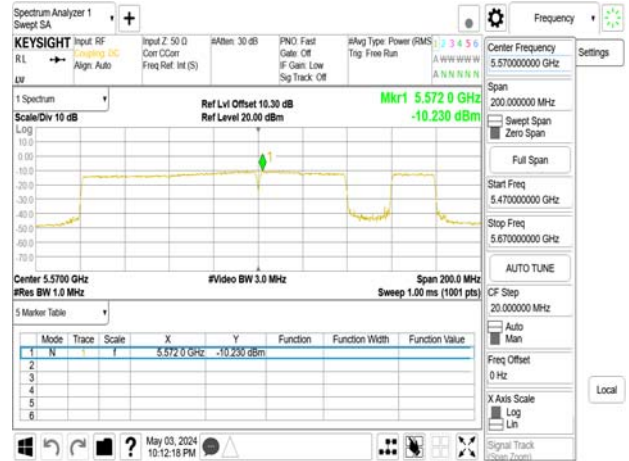 Spectrum Analyzer 1
Swept SA
+
Frequency
KEYSIGHT
RL
Input: RF
Coupling: DC
Align: Auto
Input Z: 50 Ω
Corr CCorr
Freq Ref: Int (S)
#Atten: 30 dB
PNO: Fast
Gate: Off
IF Gain: Low
Sig Track: Off
#Avg Type: Power (RMS
Trig: Free Run
1 2 3 4 5 6
A W W W W W
A N N N N N
Center Frequency
5.570000000 GHz
Settings
Span
200.000000 MHz
Swept Span
Zero Span
Full Span
Start Freq
5.470000000 GHz
Stop Freq
5.670000000 GHz
AUTO TUNE
CF Step
20.000000 MHz
Auto
Man
Freq Offset
0 Hz
X Axis Scale
Log
Lin
Signal Track
(Span Zoom)
Local
1 Spectrum
Scale/Div 10 dB
Ref Lvl Offset 10.30 dB
Ref Level 20.00 dBm
Mkr1 5.572 0 GHz
-10.230 dBm
Log
10.0
0.00
-10.0
-20.0
-30.0
-40.0
-50.0
-60.0
-70.0
1
Center 5.5700 GHz
#Res BW 1.0 MHz
#Video BW 3.0 MHz
Span 200.0 MHz
Sweep 1.00 ms (1001 pts)
5 Marker Table
Mode Trace Scale X Y Function Function Width Function Value
1 N 1 f 5.572 0 GHz -10.230 dBm
2
3
4
5
6
?
May 03, 2024
10:12:18 PM